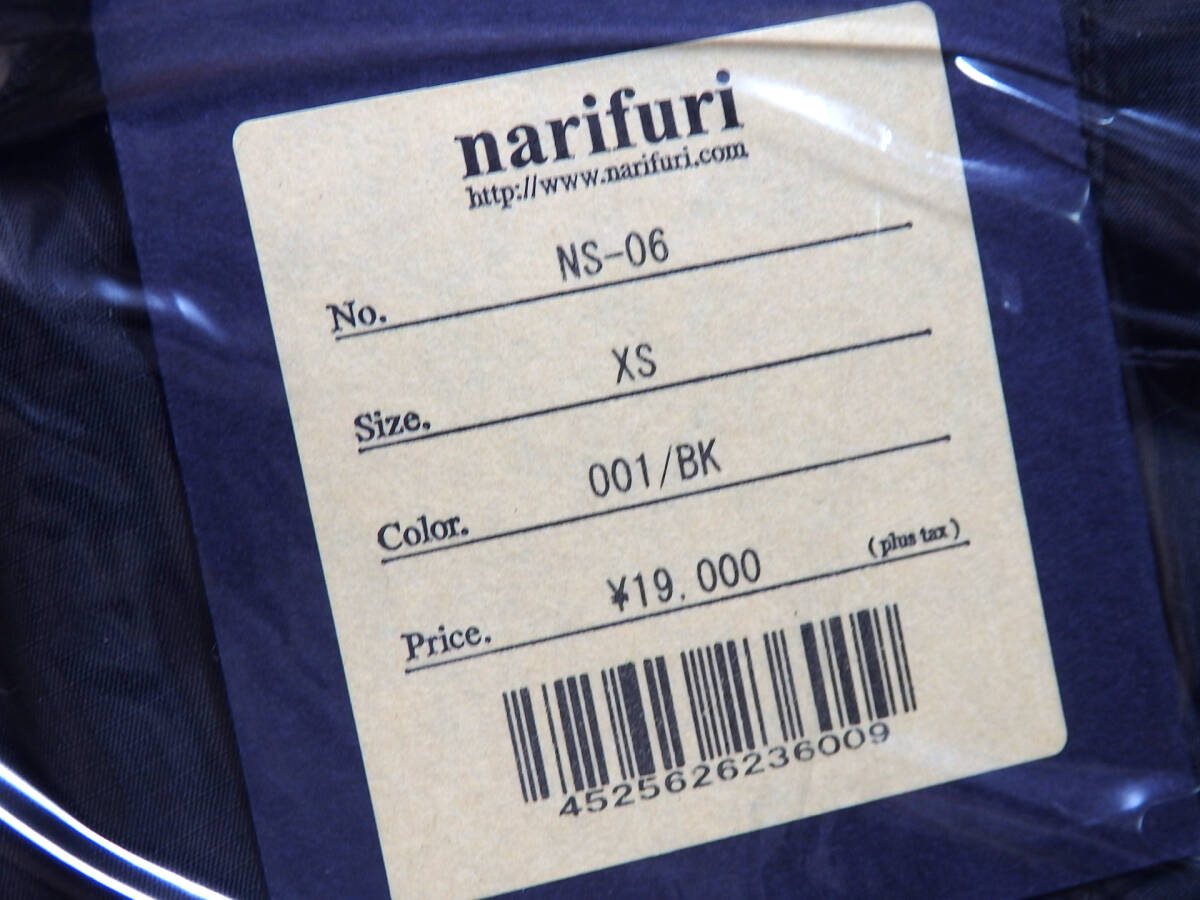 narifuri
http://www.narifuri.com
No. NS-06
Size. XS
Color. 001/BK
Price. ¥19.000 (plus tax)
4525626236009